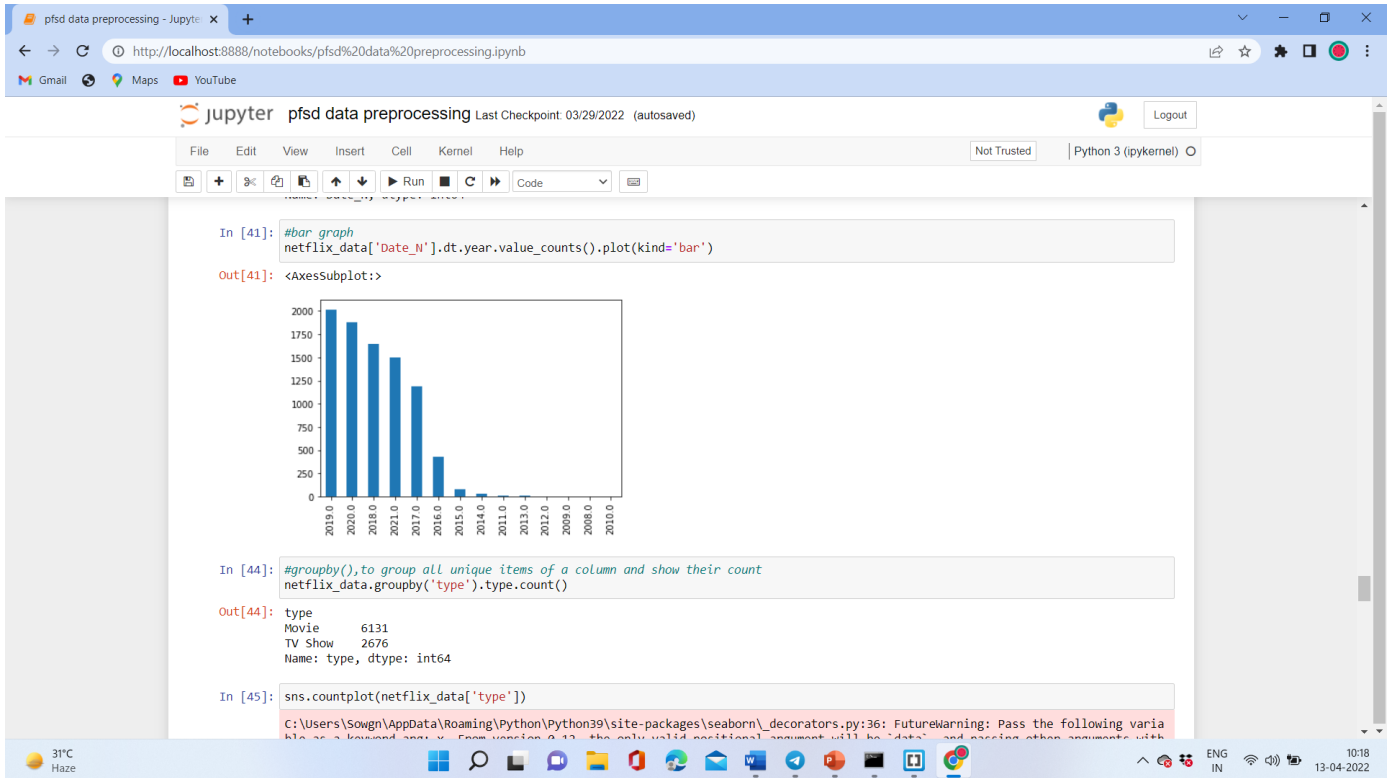 pfsd data preprocessing - Jupyte
http://localhost:8888/notebooks/pfsd%20data%20preprocessing.ipynb
Gmail Maps YouTube
jupyter pfsd data preprocessing Last Checkpoint: 03/29/2022 (autosaved) Logout
File Edit View Insert Cell Kernel Help Not Trusted Python 3 (ipykernel)
Run Code
In [41]: #bar graph
netflix_data['Date_N'].dt.year.value_counts().plot(kind='bar')
Out[41]: <AxesSubplot:>
2000
1750
1500
1250
1000
750
500
250
0
2019.0 2020.0 2018.0 2021.0 2017.0 2016.0 2015.0 2014.0 2011.0 2013.0 2012.0 2009.0 2008.0 2010.0
In [44]: #groupby(),to group all unique items of a column and show their count
netflix_data.groupby('type').type.count()
Out[44]: type
Movie 6131
TV Show 2676
Name: type, dtype: int64
In [45]: sns.countplot(netflix_data['type'])
C:\Users\Sowgn\AppData\Roaming\Python\Python39\site-packages\seaborn\_decorators.py:36: FutureWarning: Pass the following varia
31°C
Haze
ENG
IN
10:18
13-04-2022